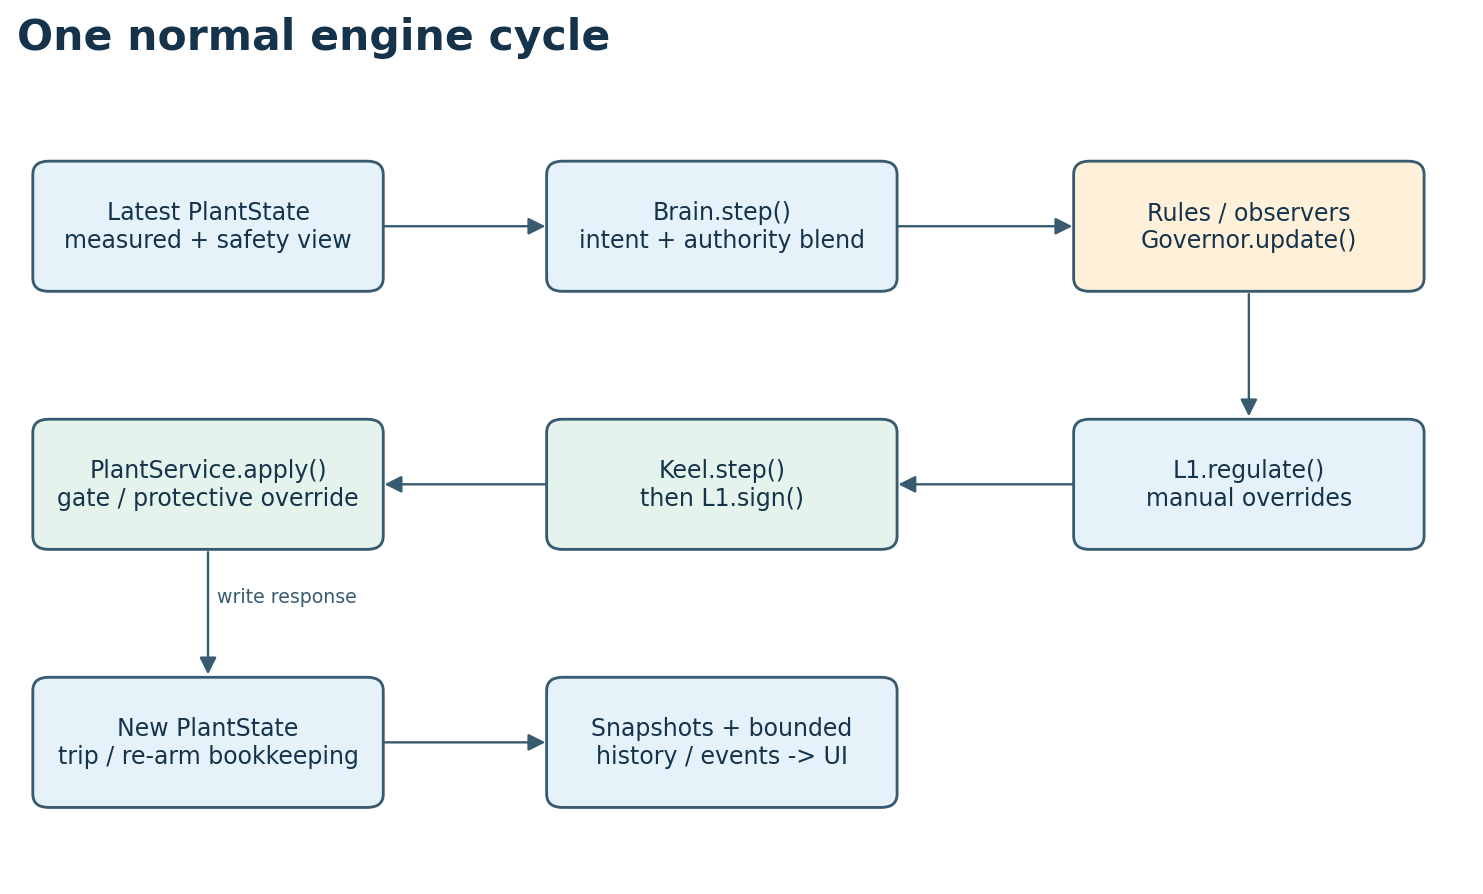 One normal engine cycle
Latest PlantState
measured + safety view
Brain.step()
intent + authority blend
Rules / observers
Governor.update()
L1.regulate()
manual overrides
Keel.step()
then L1.sign()
PlantService.apply()
gate / protective override
write response
New PlantState
trip / re-arm bookkeeping
Snapshots + bounded
history / events -> UI